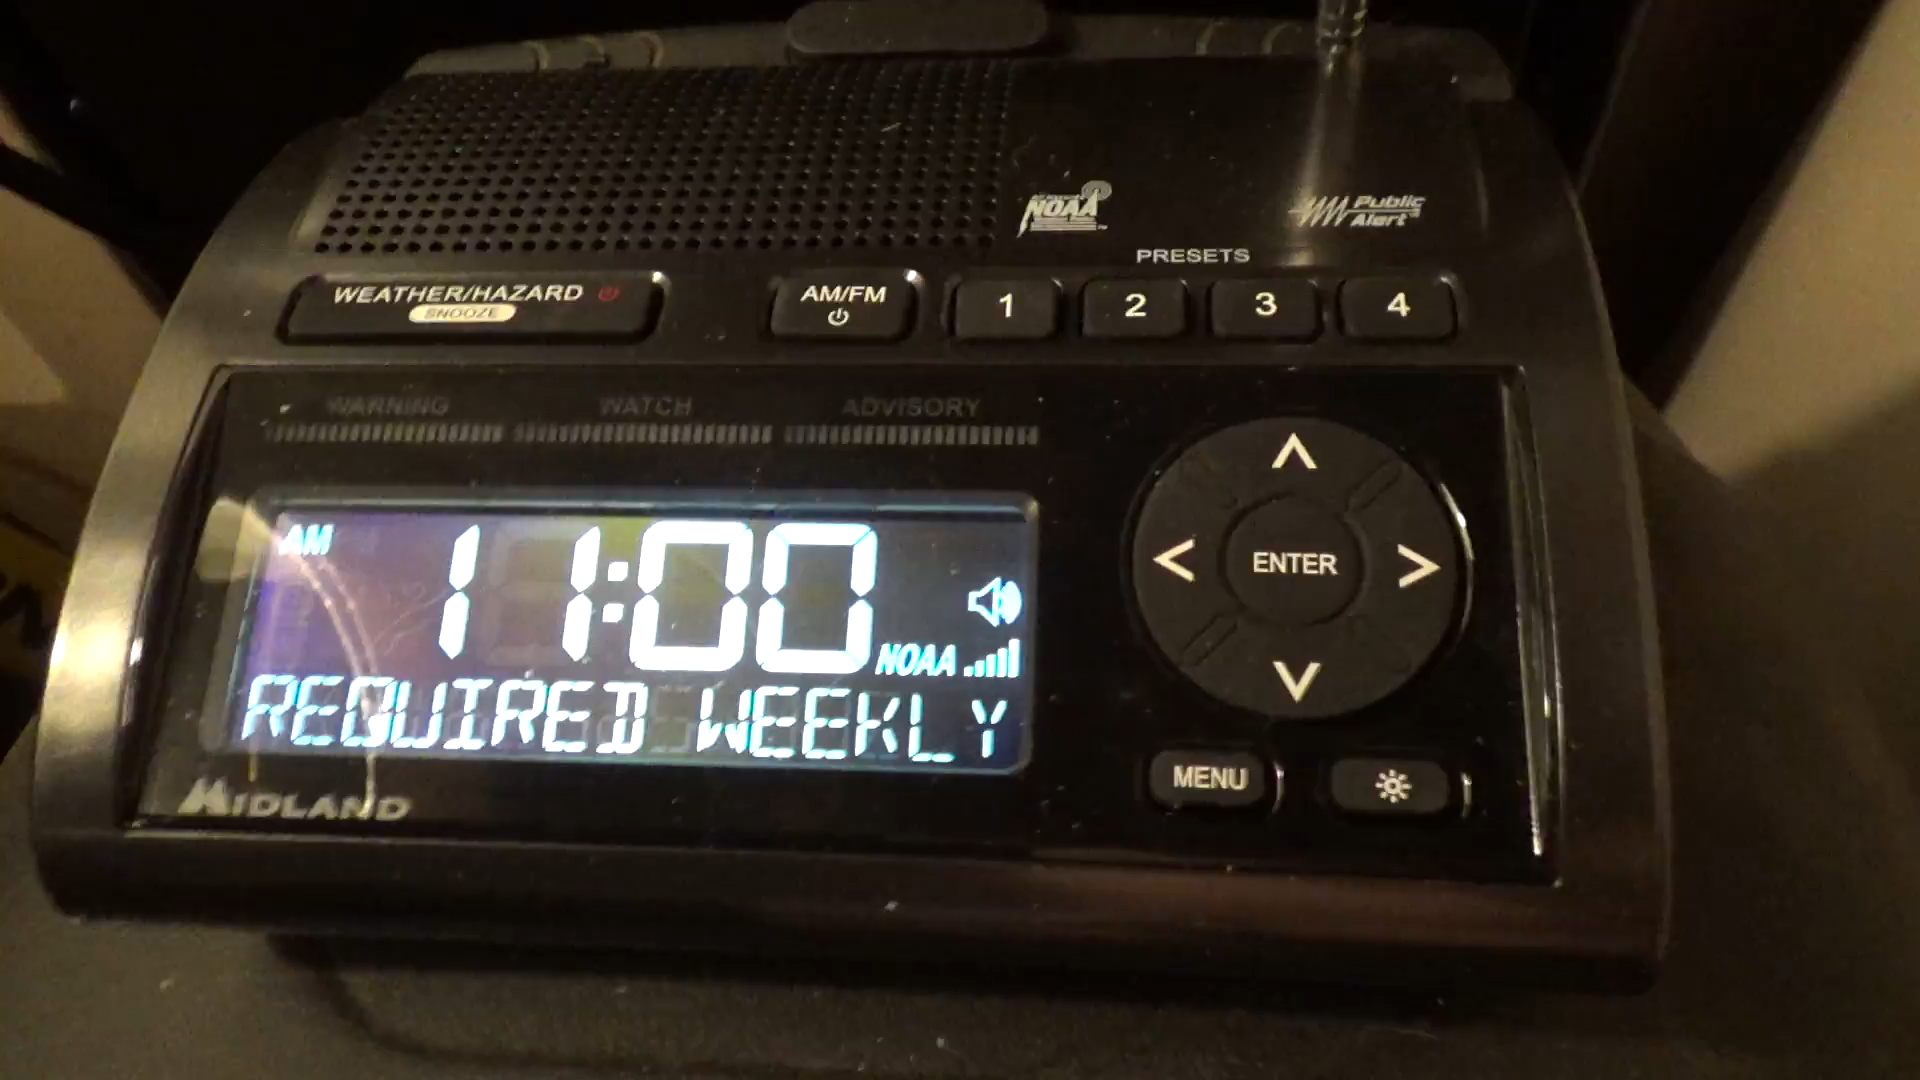 NOAA
Public
Alert
PRESETS
WEATHER/HAZARD
SNOOZE
AM/FM
1
2
3
4
WARNING
WATCH
ADVISORY
AM
11:00
NOAA
REQUIRED WEEKLY
<
ENTER
>
MENU
MIDLAND